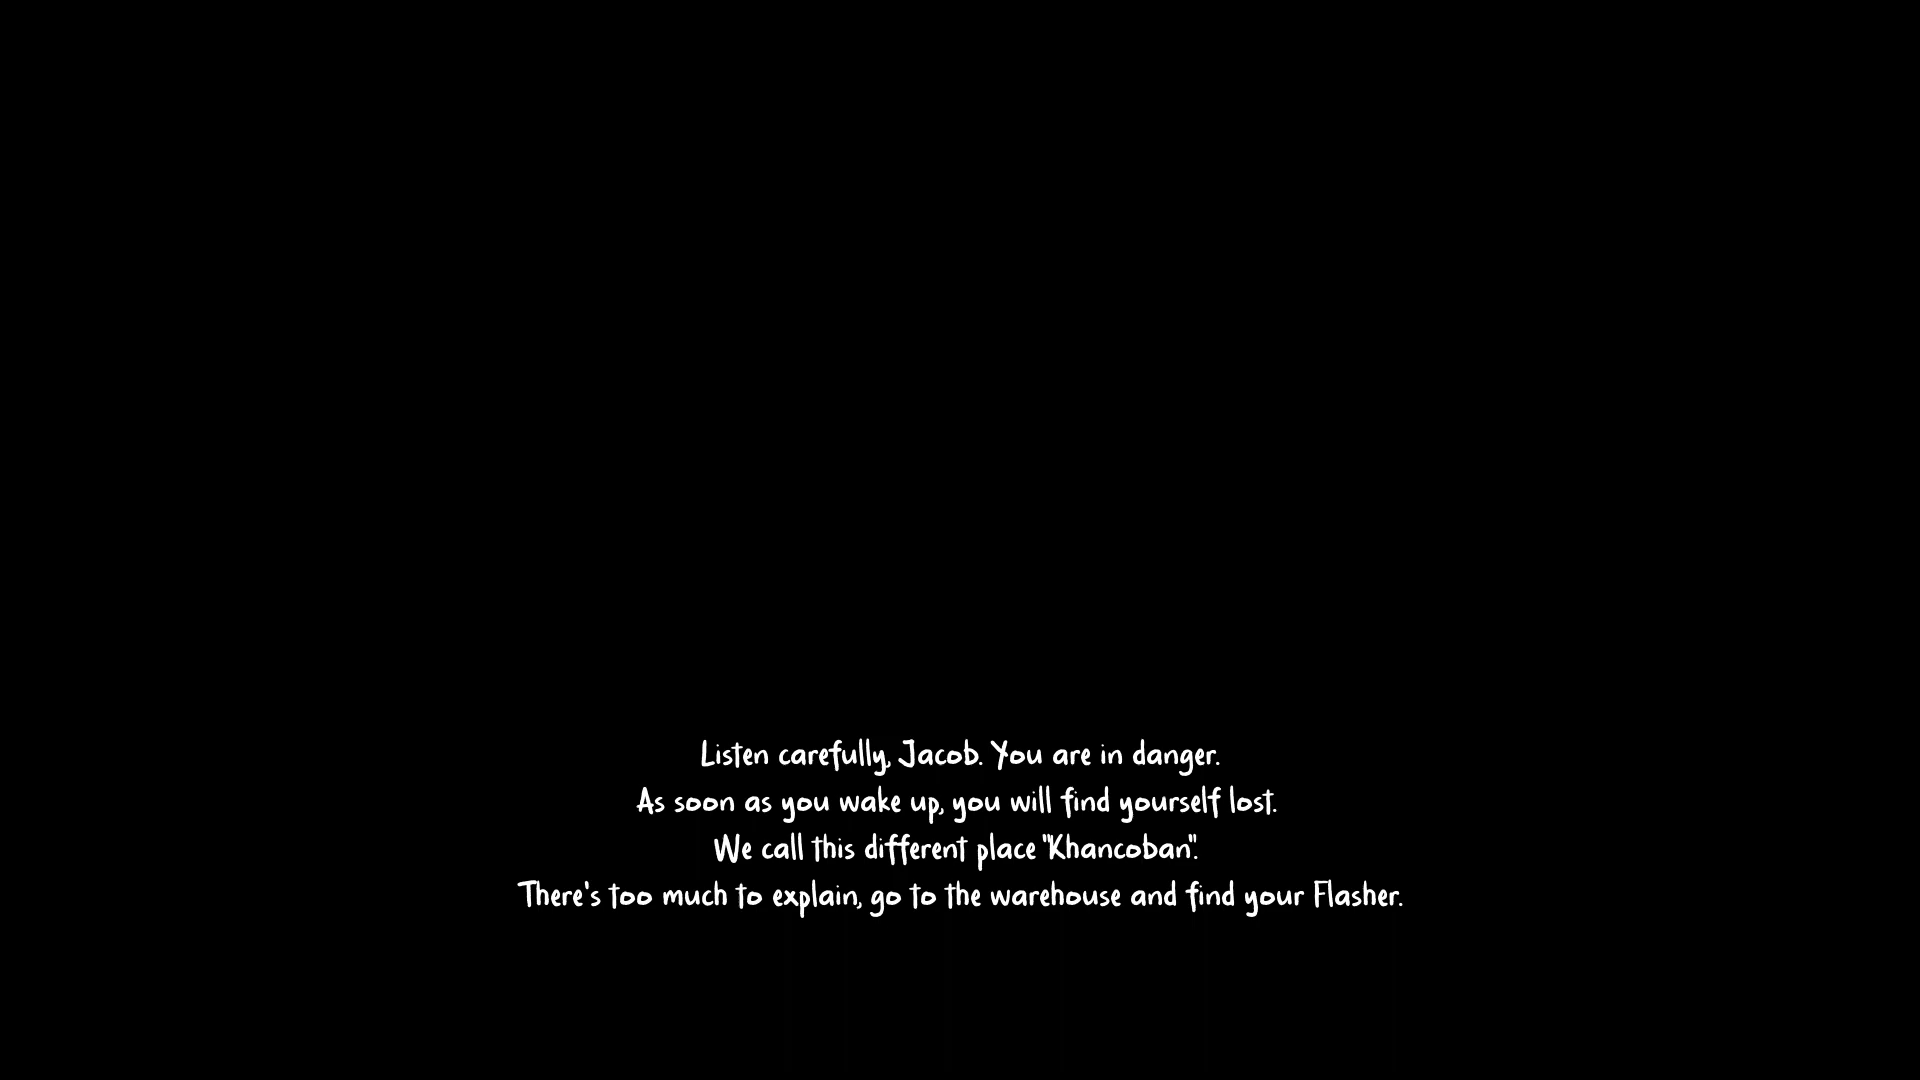 Listen carefully, Jacob. You are in danger.
As soon as you wake up, you will find yourself lost.
We call this different place "Khancoban".
There's too much to explain, go to the warehouse and find your Flasher.